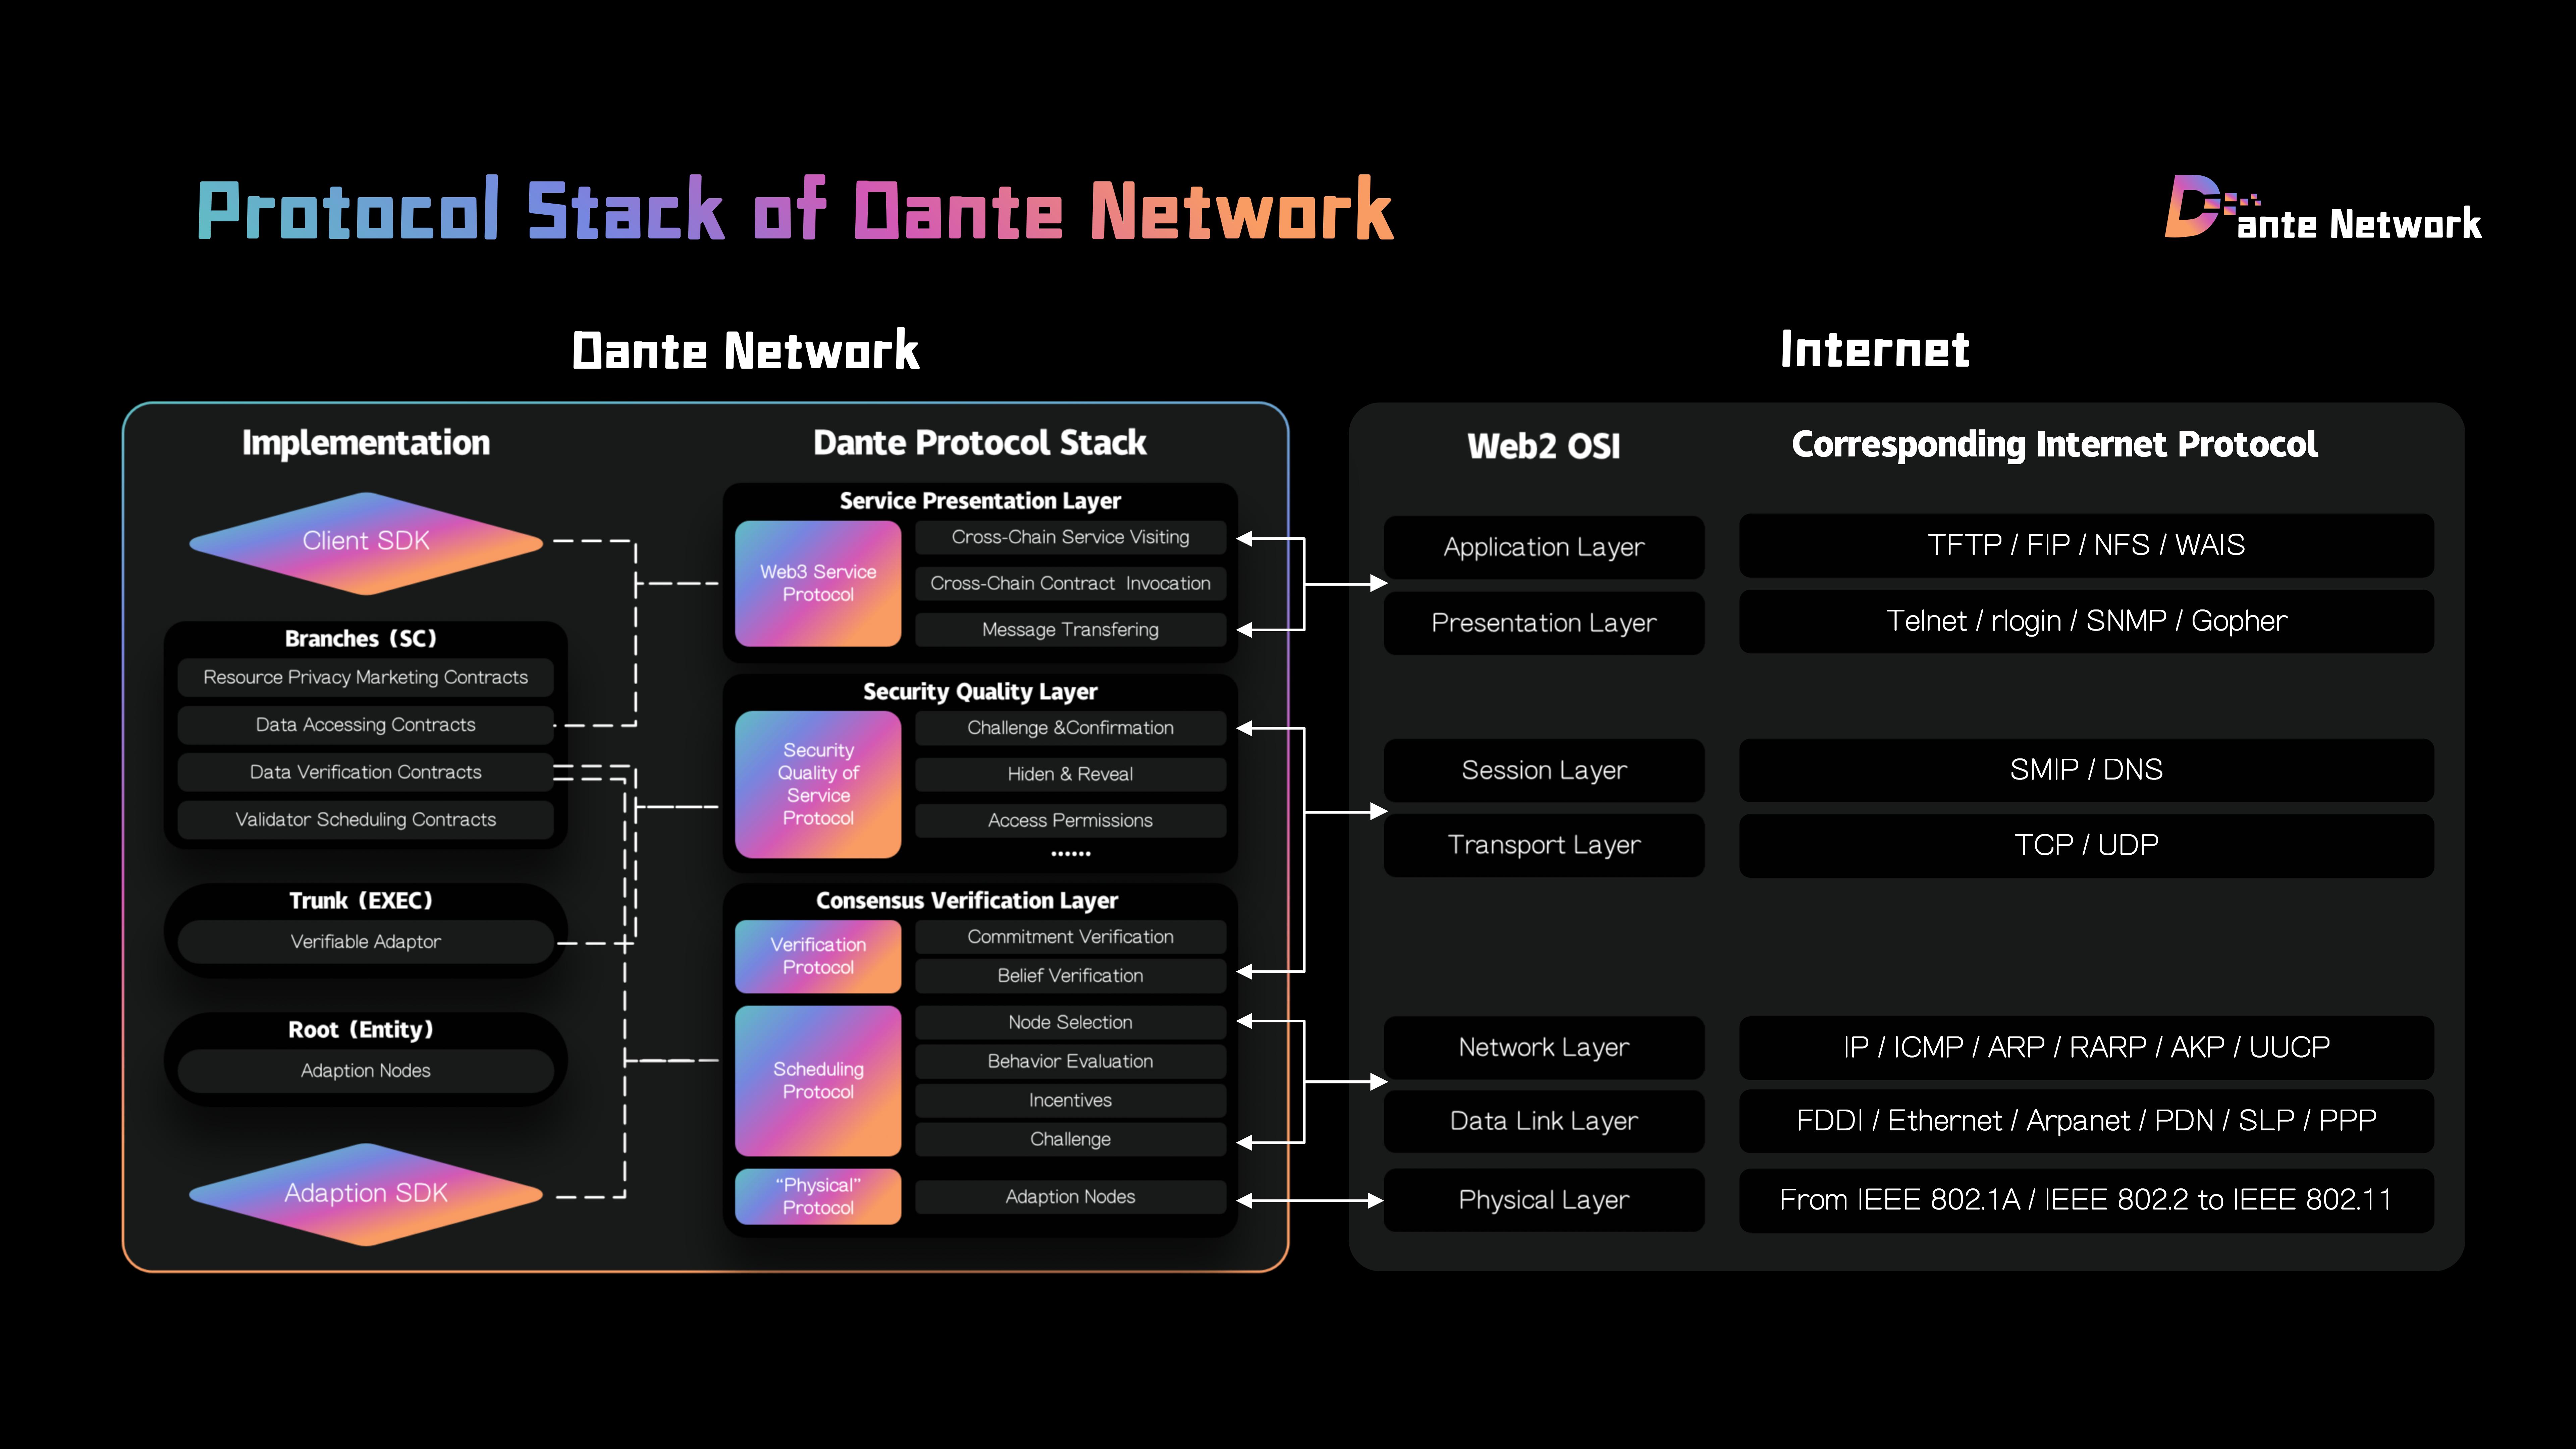 Protocol Stack of Dante Network
Dante Network
Dante Network
Internet
Implementation
Client SDK
Branches (SC)
Resource Privacy Marketing Contracts
Data Accessing Contracts
Data Verification Contracts
Validator Scheduling Contracts
Trunk (EXEC)
Verifiable Adaptor
Root (Entity)
Adaption Nodes
Adaption SDK
Dante Protocol Stack
Service Presentation Layer
Web3 Service
Protocol
Cross-Chain Service Visiting
Cross-Chain Contract Invocation
Message Transfering
Security Quality Layer
Security
Quality of
Service
Protocol
Challenge &Confirmation
Hiden & Reveal
Access Permissions
......
Consensus Verification Layer
Verification
Protocol
Commitment Verification
Belief Verification
Scheduling
Protocol
Node Selection
Behavior Evaluation
Incentives
Challenge
“Physical”
Protocol
Adaption Nodes
Web2 OSI
Corresponding Internet Protocol
Application Layer
TFTP / FIP / NFS / WAIS
Presentation Layer
Telnet / rlogin / SNMP / Gopher
Session Layer
SMIP / DNS
Transport Layer
TCP / UDP
Network Layer
IP / ICMP / ARP / RARP / AKP / UUCP
Data Link Layer
FDDI / Ethernet / Arpanet / PDN / SLP / PPP
Physical Layer
From IEEE 802.1A / IEEE 802.2 to IEEE 802.11